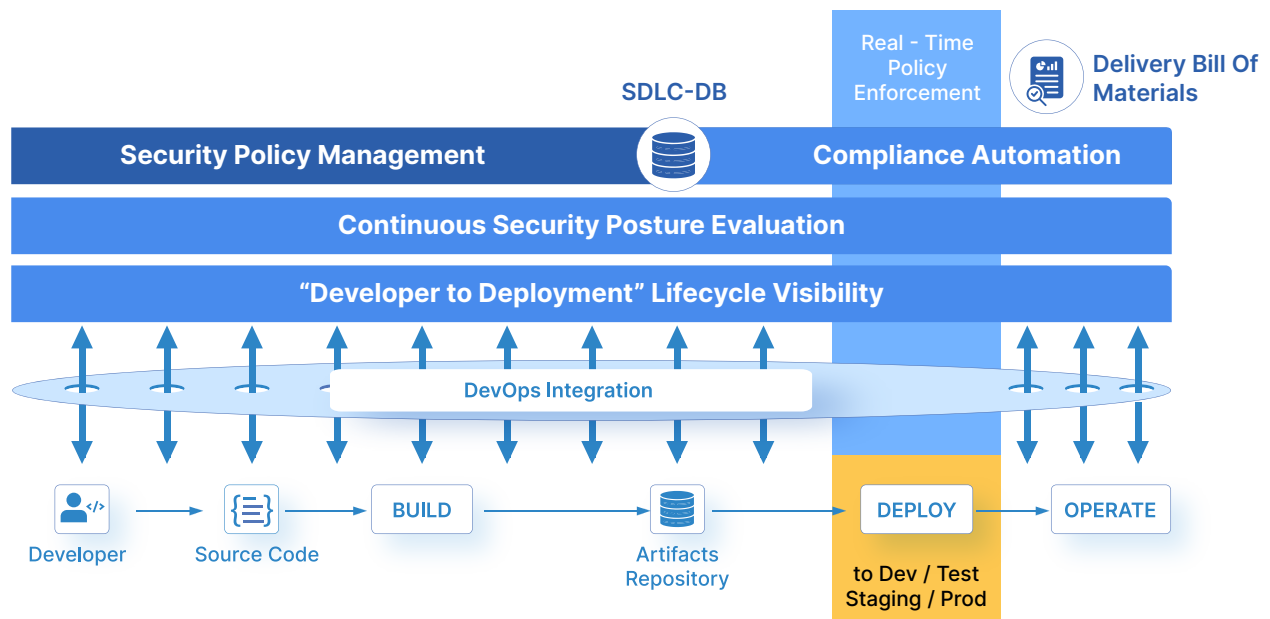 Real - Time
Policy
Enforcement
Delivery Bill Of
Materials
SDLC-DB
Security Policy Management
Compliance Automation
Continuous Security Posture Evaluation
“Developer to Deployment” Lifecycle Visibility
DevOps Integration
</>
BUILD
DEPLOY
OPERATE
Developer
Source Code
Artifacts
Repository
to Dev / Test
Staging / Prod